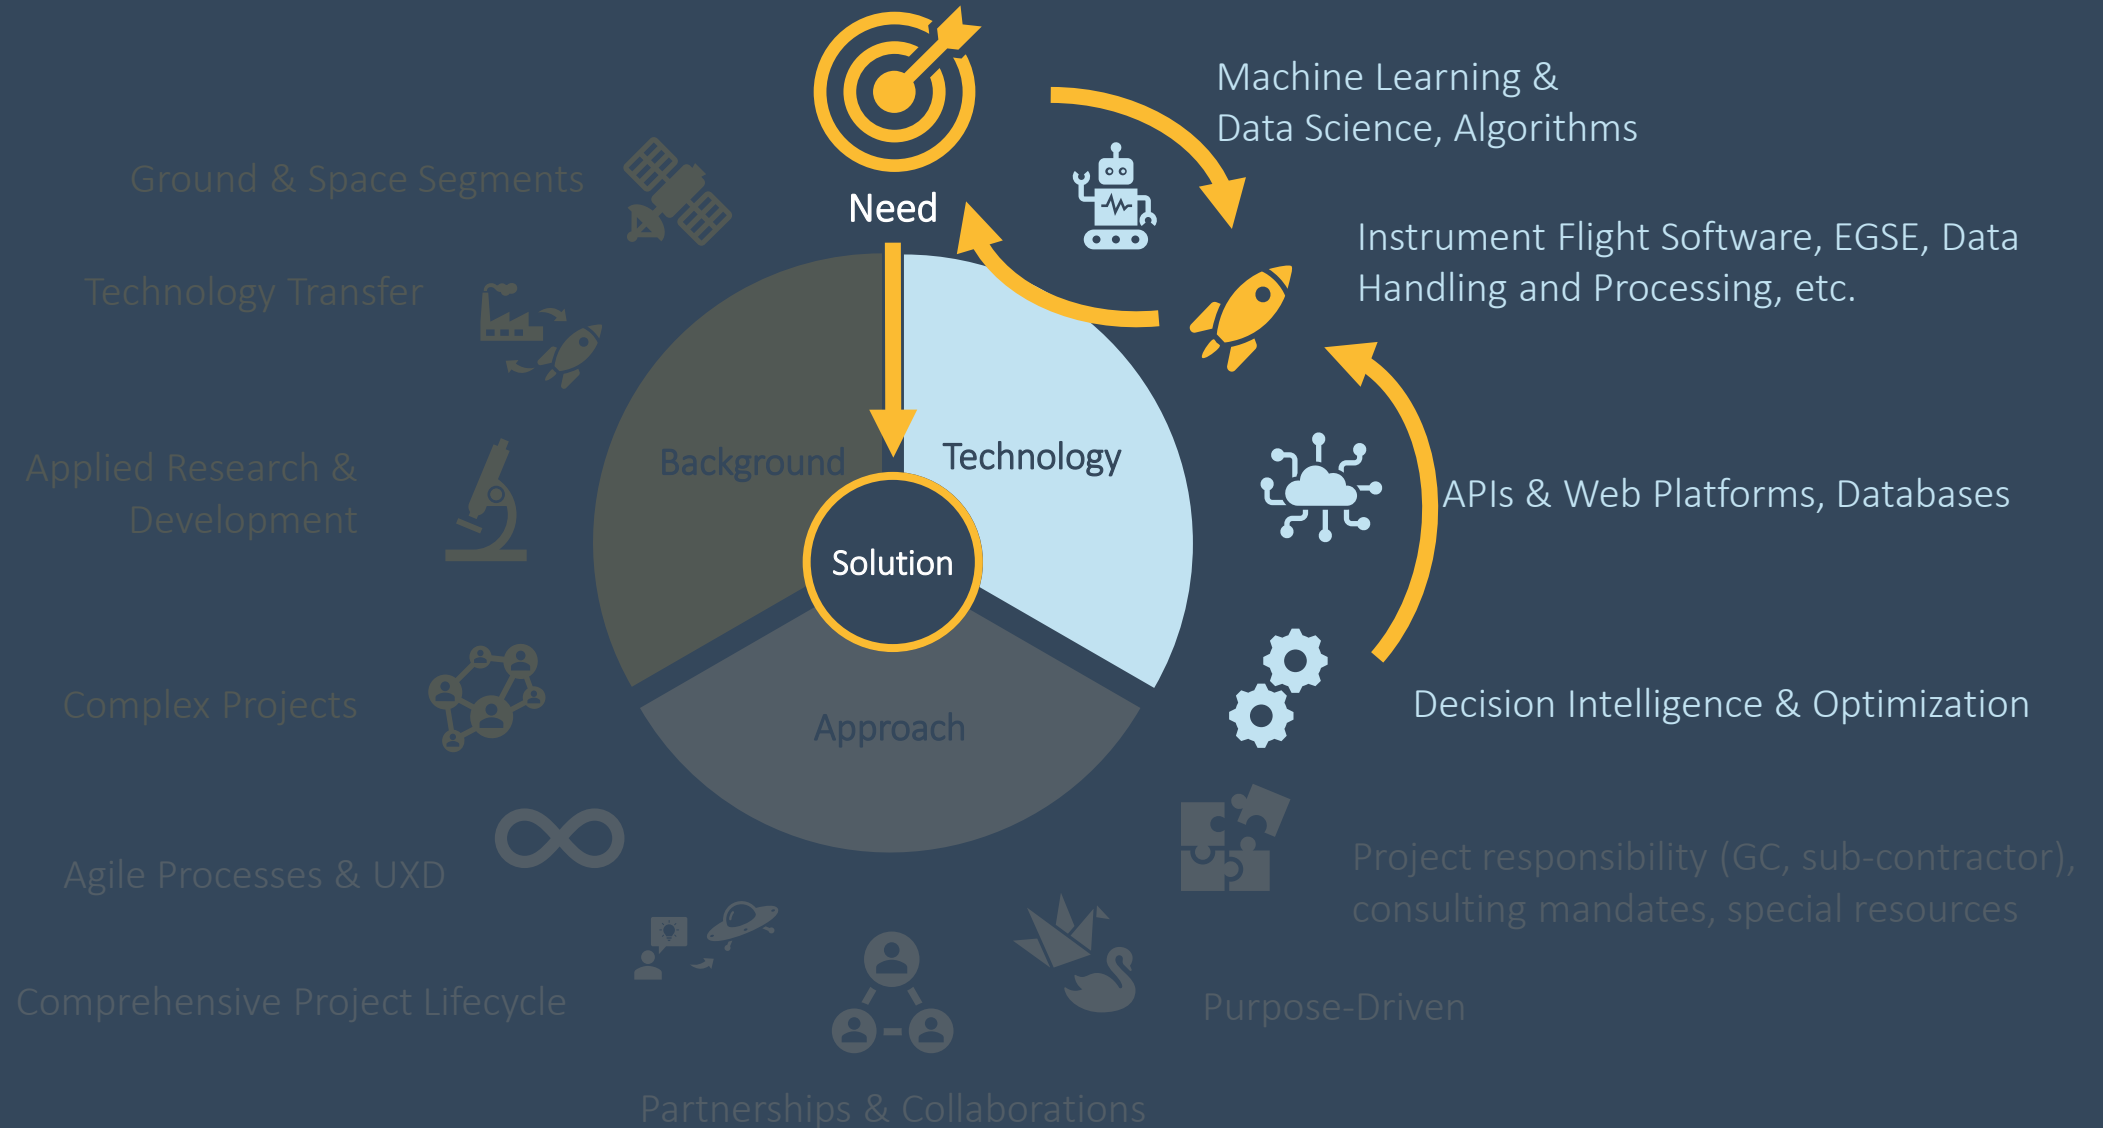 Machine Learning &
Data Science, Algorithms
Ground & Space Segments
Need
Instrument Flight Software, EGSE, Data
Handling and Processing, etc.
Technology Transfer
Background
Technology
Applied Research &
Development
APIs & Web Platforms, Databases
Solution
Complex Projects
Approach
Decision Intelligence & Optimization
Agile Processes & UXD
Project responsibility (GC, sub-contractor),
consulting mandates, special resources
Comprehensive Project Lifecycle
Purpose-Driven
Partnerships & Collaborations